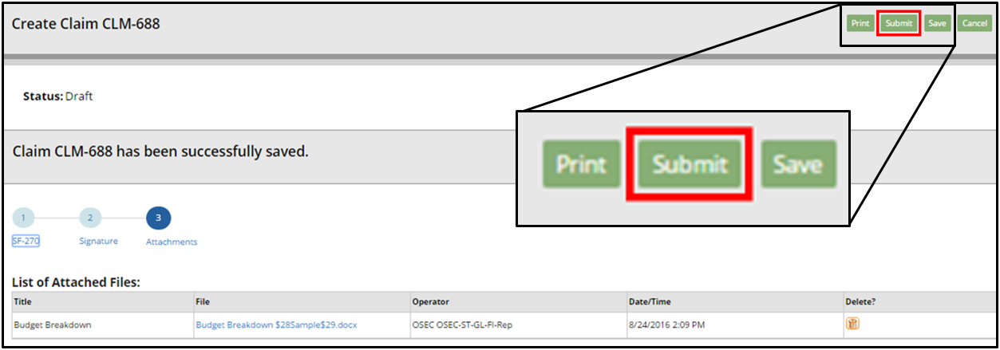 Create Claim CLM-688
Print Submit Save Cancel
Status: Draft
Claim CLM-688 has been successfully saved.
Print Submit Save
1 2 3
SF-270 Signature Attachments
List of Attached Files:
Title File Operator Date/Time Delete?
Budget Breakdown Budget Breakdown $28Sample$29.docx OSEC OSEC-ST-GL-FI-Rep 8/24/2016 2:09 PM